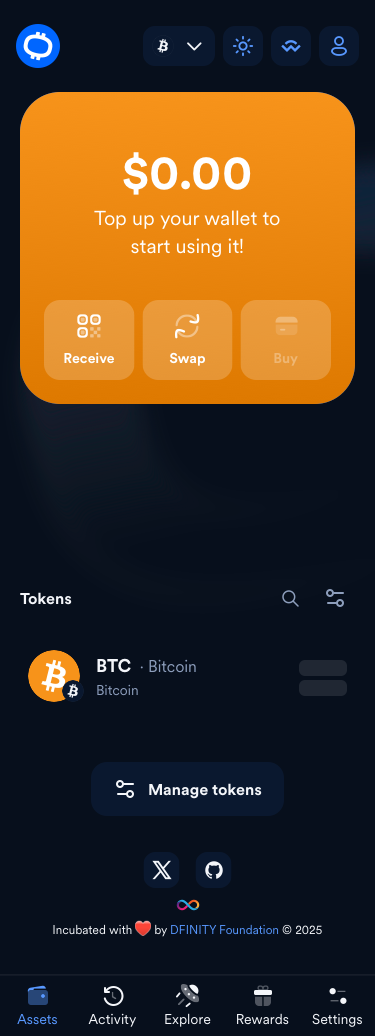 $0.00
Top up your wallet to
start using it!
Receive Swap Buy
Tokens
BTC · Bitcoin
Bitcoin
Manage tokens
Incubated with ❤️ by DFINITY Foundation © 2025
Assets Activity Explore Rewards Settings